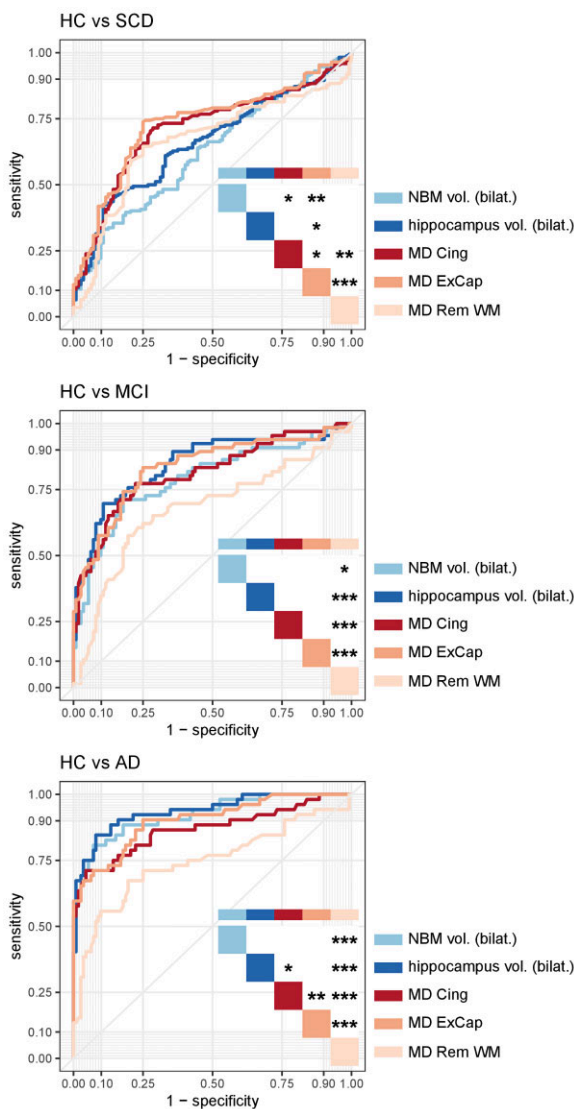 HC vs SCD
1.00
0.90
0.75
0.50
0.25
0.10
0.00
sensitivity
* **
*
* **
***
NBM vol. (bilat.)
hippocampus vol. (bilat.)
MD Cing
MD ExCap
MD Rem WM
0.00 0.10 0.25 0.50 0.75 0.90 1.00
1 − specificity
HC vs MCI
1.00
0.90
0.75
0.50
0.25
0.10
0.00
sensitivity
*
***
***
***
NBM vol. (bilat.)
hippocampus vol. (bilat.)
MD Cing
MD ExCap
MD Rem WM
0.00 0.10 0.25 0.50 0.75 0.90 1.00
1 − specificity
HC vs AD
1.00
0.90
0.75
0.50
0.25
0.10
0.00
sensitivity
***
* ***
** ***
***
NBM vol. (bilat.)
hippocampus vol. (bilat.)
MD Cing
MD ExCap
MD Rem WM
0.00 0.10 0.25 0.50 0.75 0.90 1.00
1 − specificity